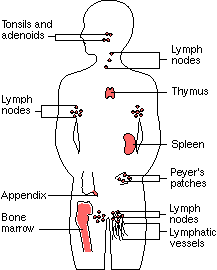 Tonsils and
adenoids
Lymph
nodes
Thymus
Lymph
nodes
Spleen
Peyer's
patches
Appendix
Bone
marrow
Lymph
nodes
Lymphatic
vessels